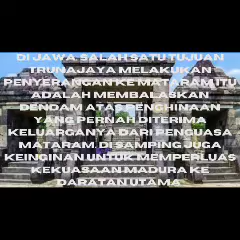 DI JAWA, SALAH SATU TUJUAN
TRUNAJAYA MELAKUKAN
PENYERANGAN KE MATARAM ITU
ADALAH MEMBALASKAN
DENDAM ATAS PENGHINAAN
YANG PERNAH DITERIMA
KELUARGANYA DARI PENGUASA
MATARAM. DI SAMPING JUGA
KEINGINAN UNTUK MEMPERLUAS
KEKUASAAN MADURA KE
DARATAN UTAMA